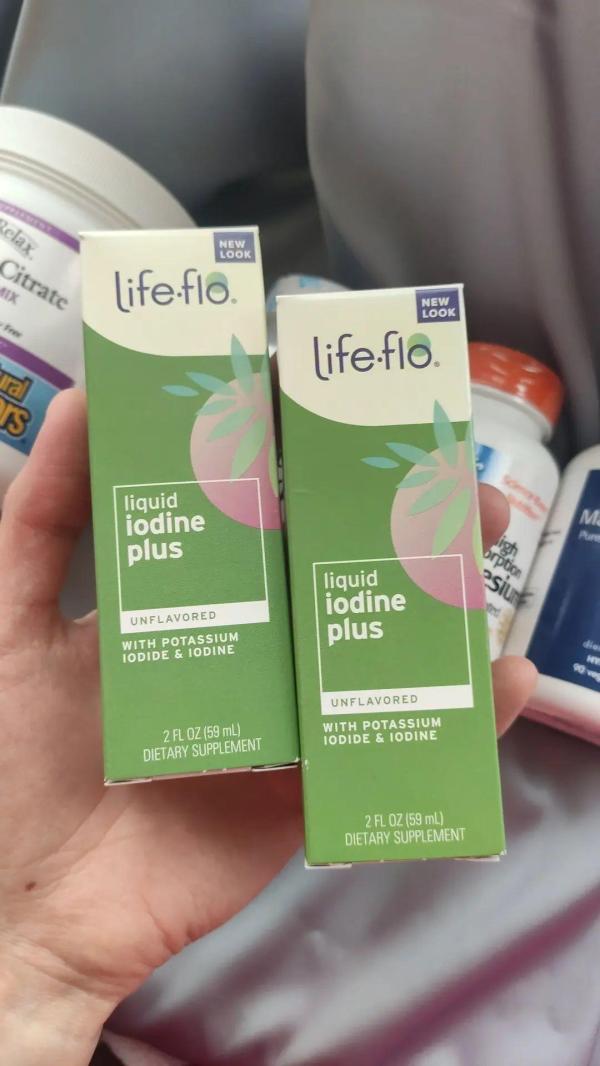 NEW
LOOK
life·flo®
liquid
iodine
plus
UNFLAVORED
WITH POTASSIUM
IODIDE & IODINE
2 FL OZ (59 mL)
DIETARY SUPPLEMENT
NEW
LOOK
life·flo®
liquid
iodine
plus
UNFLAVORED
WITH POTASSIUM
IODIDE & IODINE
2 FL OZ (59 mL)
DIETARY SUPPLEMENT
Citrate